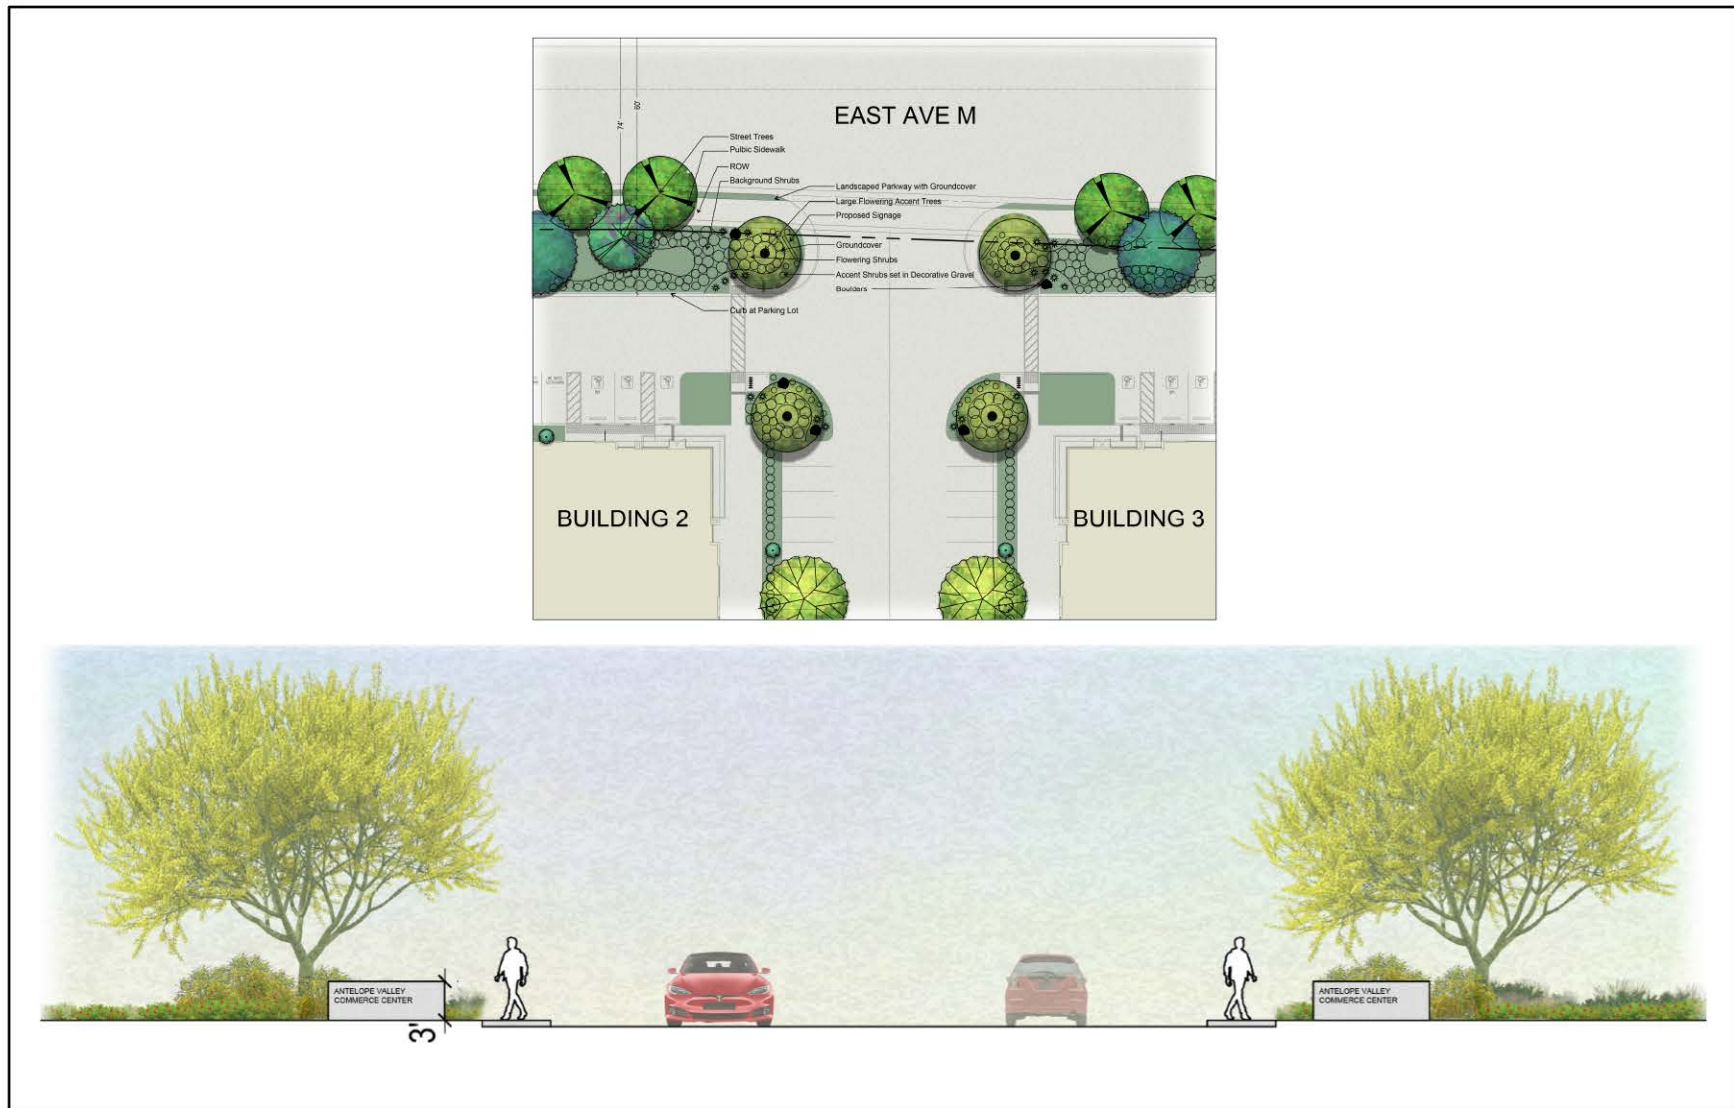 EAST AVE M
74'
60'
Street Trees
Pulbic Sidewalk
ROW
Background Shrubs
Landscaped Parkway with Groundcover
Large Flowering Accent Trees
Proposed Signage
Groundcover
Flowering Shrubs
Accent Shrubs set in Decorative Gravel
Boulders
Curb at Parking Lot
BUILDING 2
BUILDING 3
ANTELOPE VALLEY
COMMERCE CENTER
3'
ANTELOPE VALLEY
COMMERCE CENTER